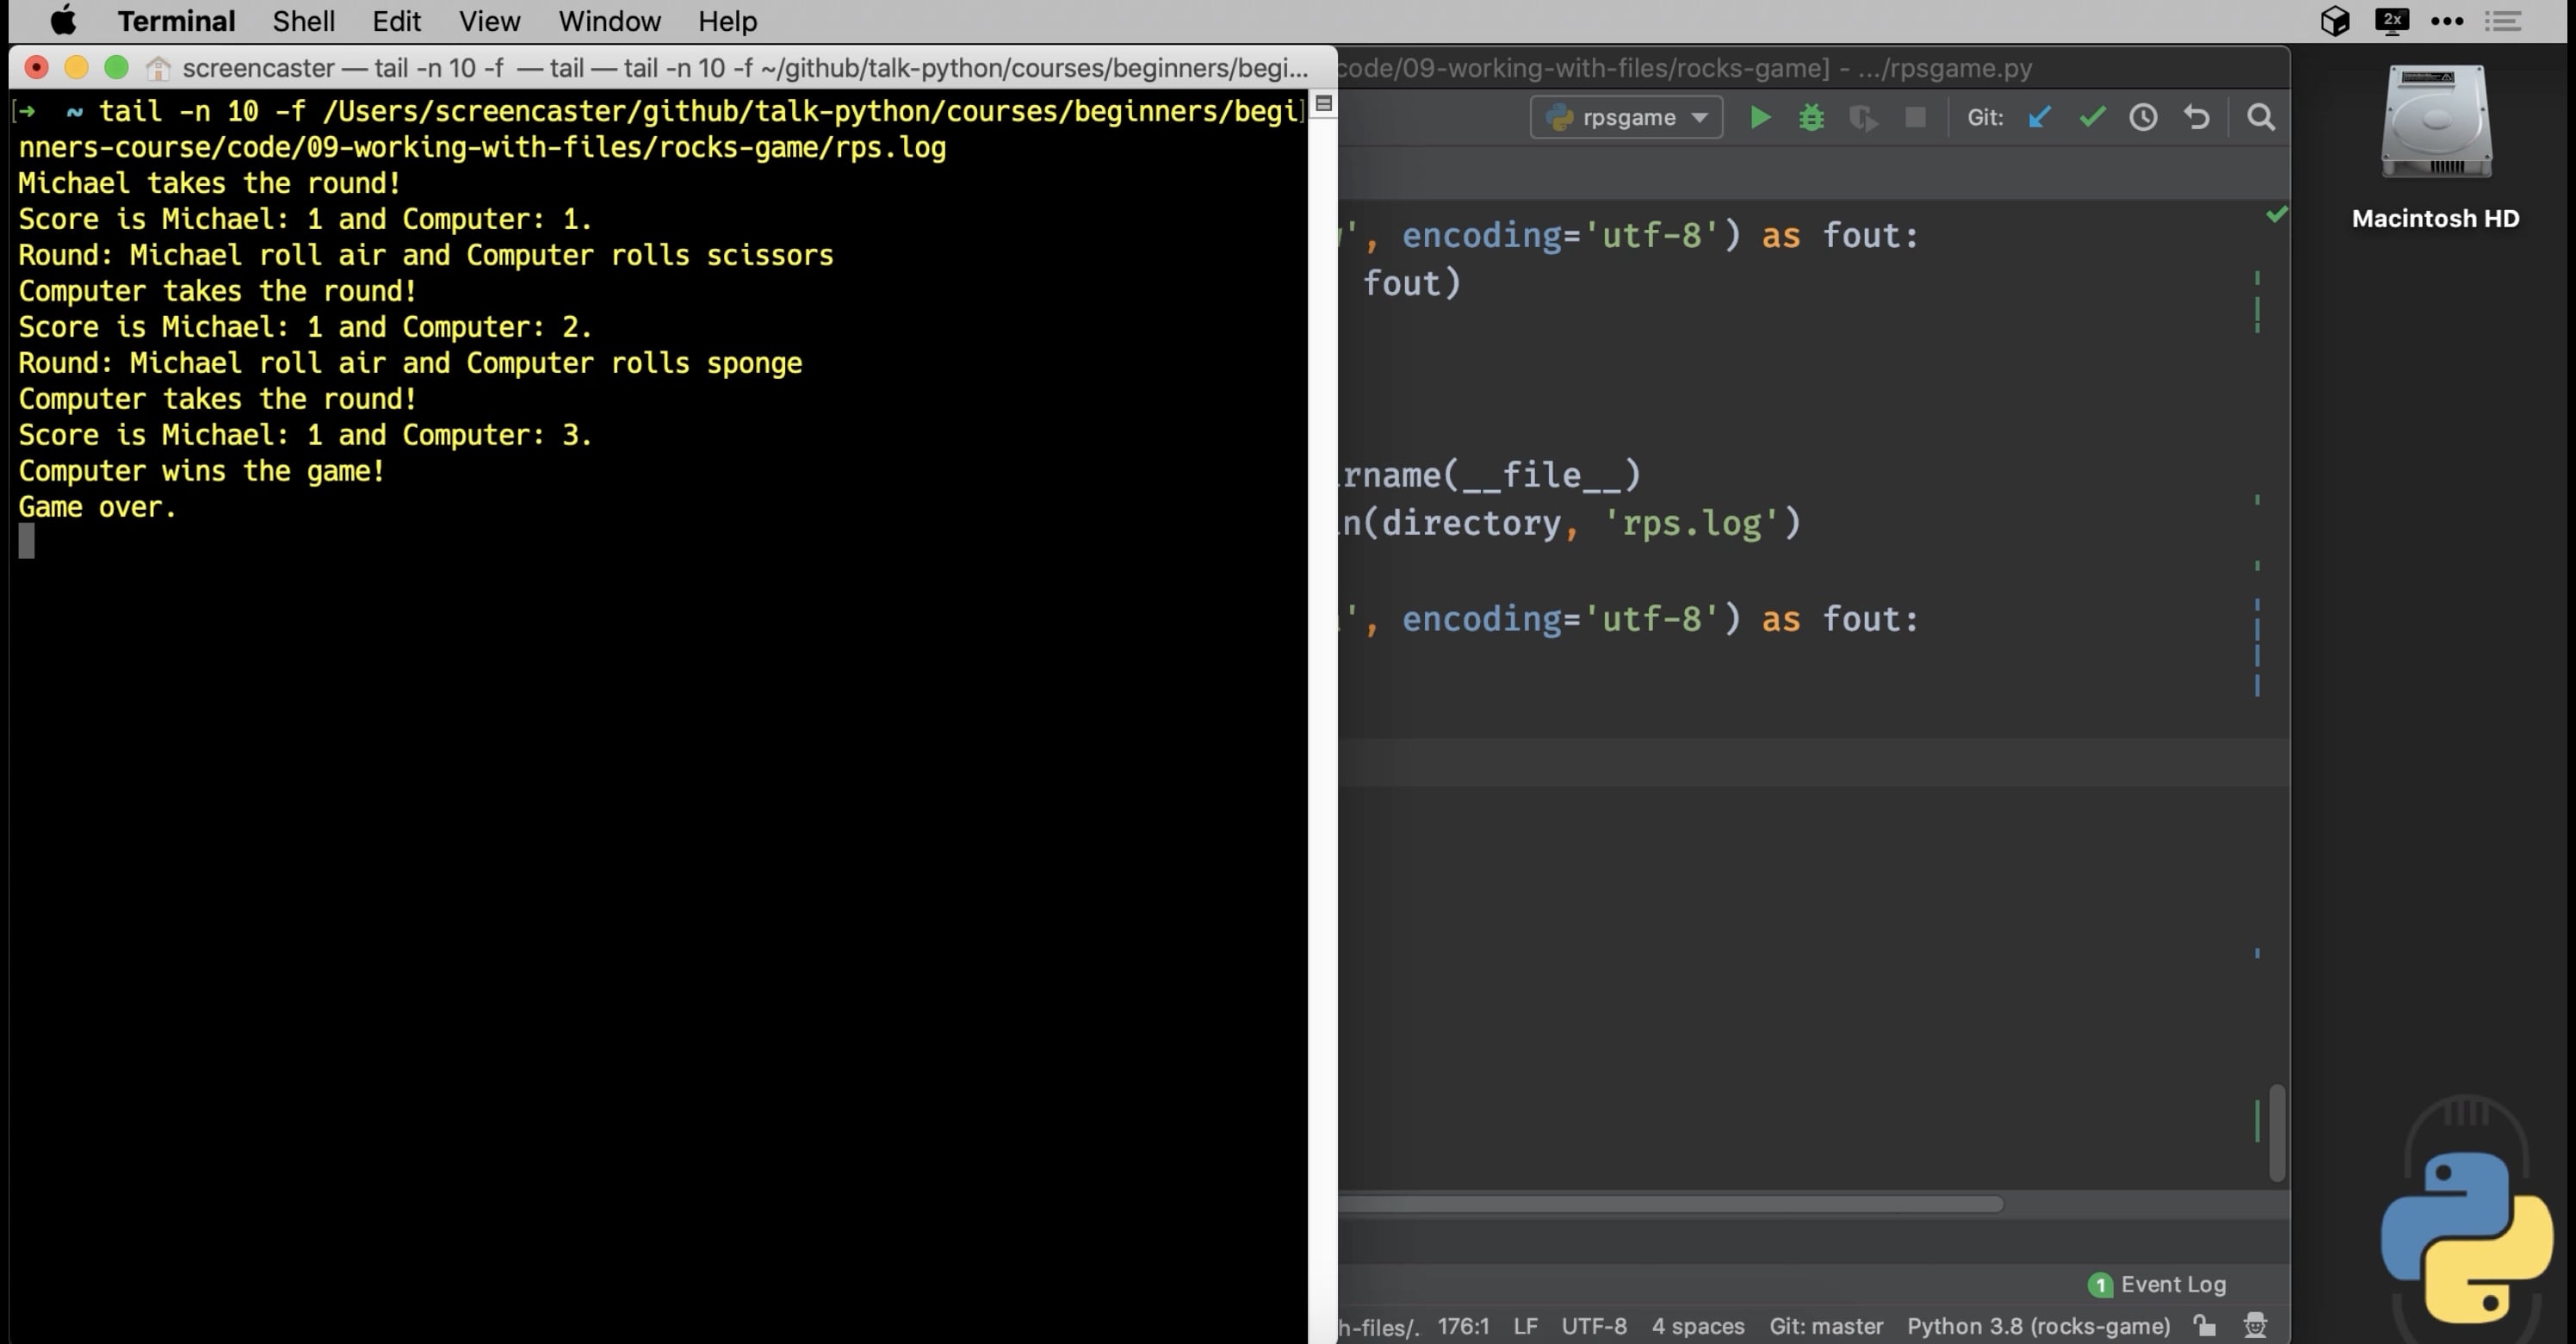 Terminal Shell Edit View Window Help
2x
screencaster — tail -n 10 -f — tail — tail -n 10 -f ~/github/talk-python/courses/beginners/begi...
code/09-working-with-files/rocks-game] - .../rpsgame.py
[→ ~ tail -n 10 -f /Users/screencaster/github/talk-python/courses/beginners/begi]
nners-course/code/09-working-with-files/rocks-game/rps.log
Michael takes the round!
Score is Michael: 1 and Computer: 1.
Round: Michael roll air and Computer rolls scissors
Computer takes the round!
Score is Michael: 1 and Computer: 2.
Round: Michael roll air and Computer rolls sponge
Computer takes the round!
Score is Michael: 1 and Computer: 3.
Computer wins the game!
Game over.
rpsgame Git:
', encoding='utf-8') as fout:
fout)
rname(__file__)
n(directory, 'rps.log')
', encoding='utf-8') as fout:
1 Event Log
h-files/. 176:1 LF UTF-8 4 spaces Git: master Python 3.8 (rocks-game)
Macintosh HD